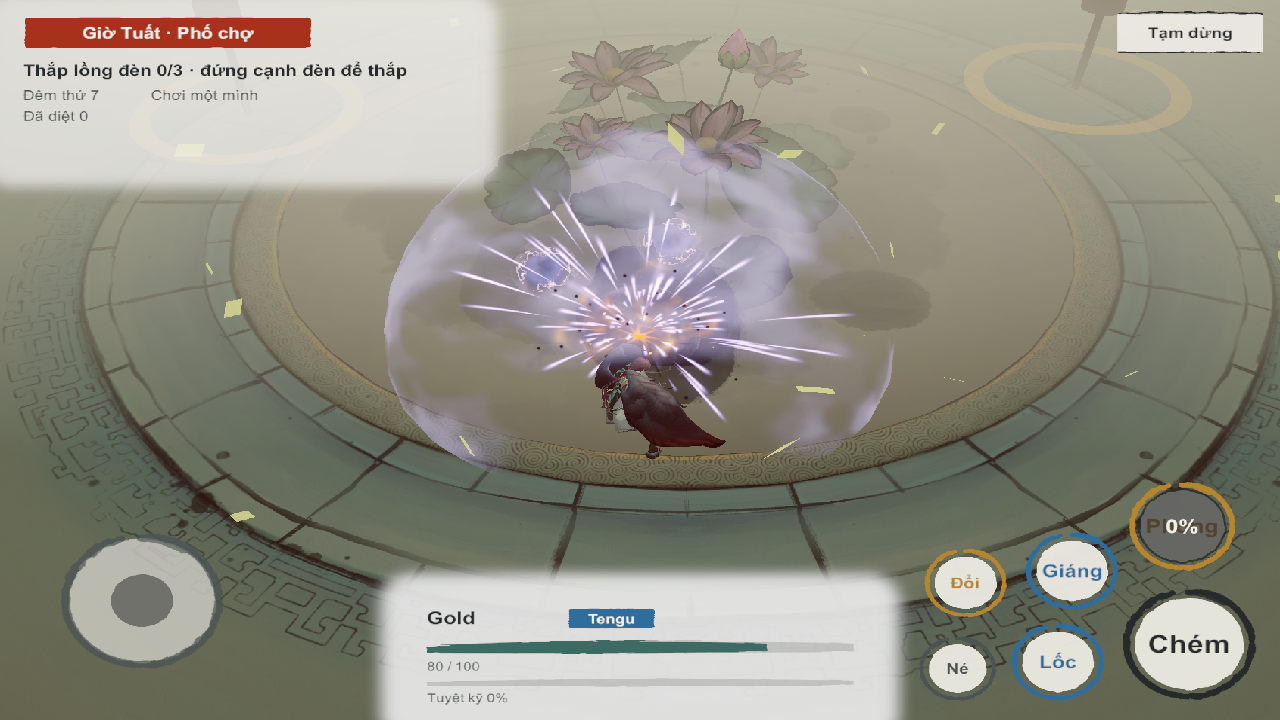 Giờ Tuất · Phố chợ
Tạm dừng
Thắp lồng đèn 0/3 · đứng cạnh đèn để thắp
Đêm thứ 7 Chơi một mình
Đã diệt 0
0%
Đổi
Giáng
Gold
Tengu
Chém
80 / 100
Né
Lốc
Tuyệt kỹ 0%